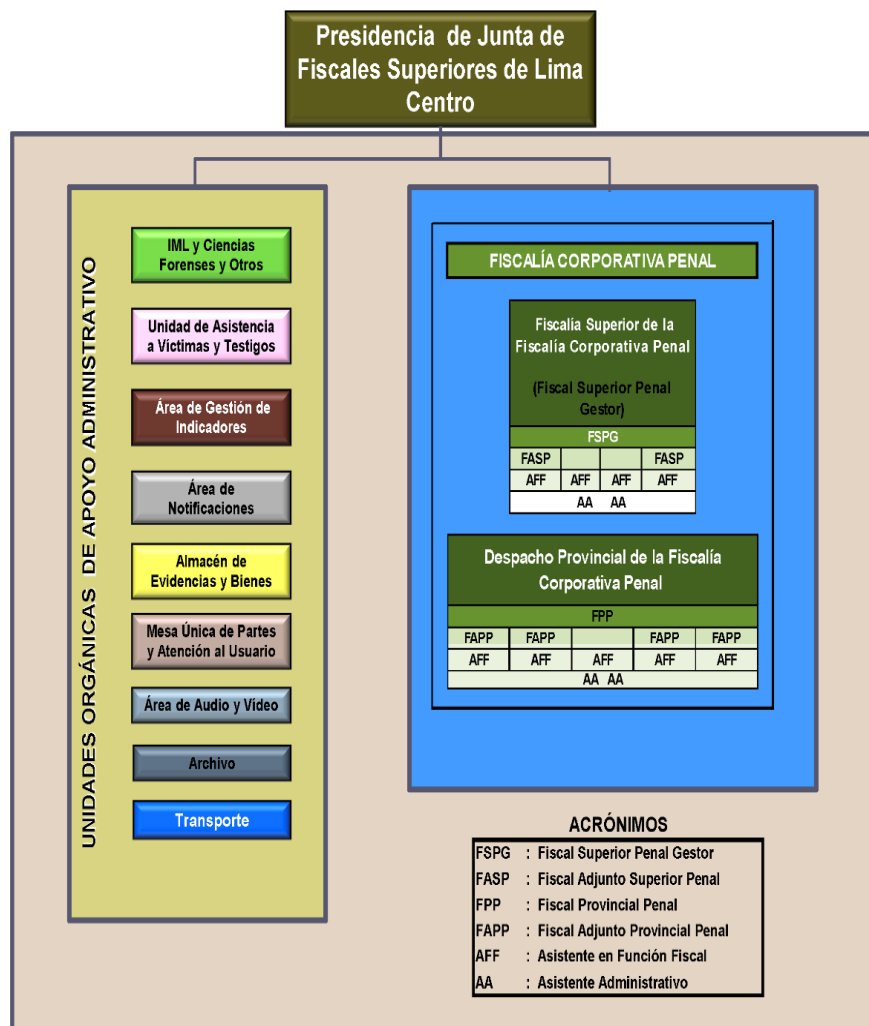 Presidencia de Junta de
Fiscales Superiores de Lima
Centro
UNIDADES ORGÁNICAS DE APOYO ADMINISTRATIVO
IML y Ciencias
Forenses y Otros
Unidad de Asistencia
a Víctimas y Testigos
Área de Gestión de
Indicadores
Área de
Notificaciones
Almacén de
Evidencias y Bienes
Mesa Única de Partes
y Atención al Usuario
Área de Audio y Vídeo
Archivo
Transporte
FISCALÍA CORPORATIVA PENAL
Fiscalía Superior de la
Fiscalía Corporativa Penal
(Fiscal Superior Penal
Gestor)
FSPG
FASP FASP
AFF AFF AFF AFF
AA AA
Despacho Provincial de la Fiscalía
Corporativa Penal
FPP
FAPP FAPP FAPP FAPP
AFF AFF AFF AFF AFF
AA AA
ACRÓNIMOS
FSPG : Fiscal Superior Penal Gestor
FASP : Fiscal Adjunto Superior Penal
FPP : Fiscal Provincial Penal
FAPP : Fiscal Adjunto Provincial Penal
AFF : Asistente en Función Fiscal
AA : Asistente Administrativo